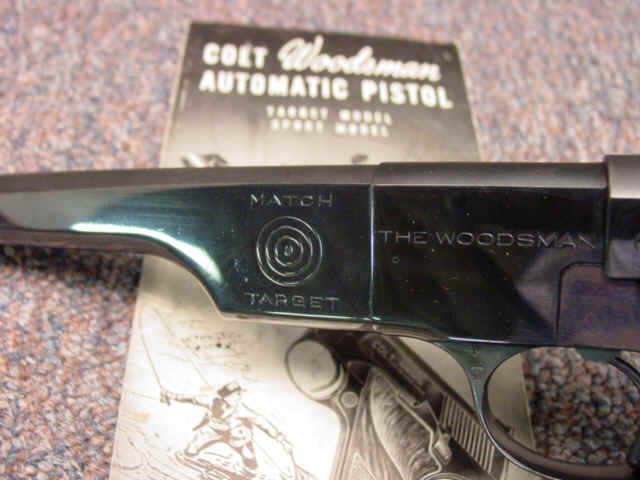 COLT Woodsman
AUTOMATIC PISTOL
TARGET MODEL
SPORT MODEL
MATCH
TARGET
THE WOODSMAN